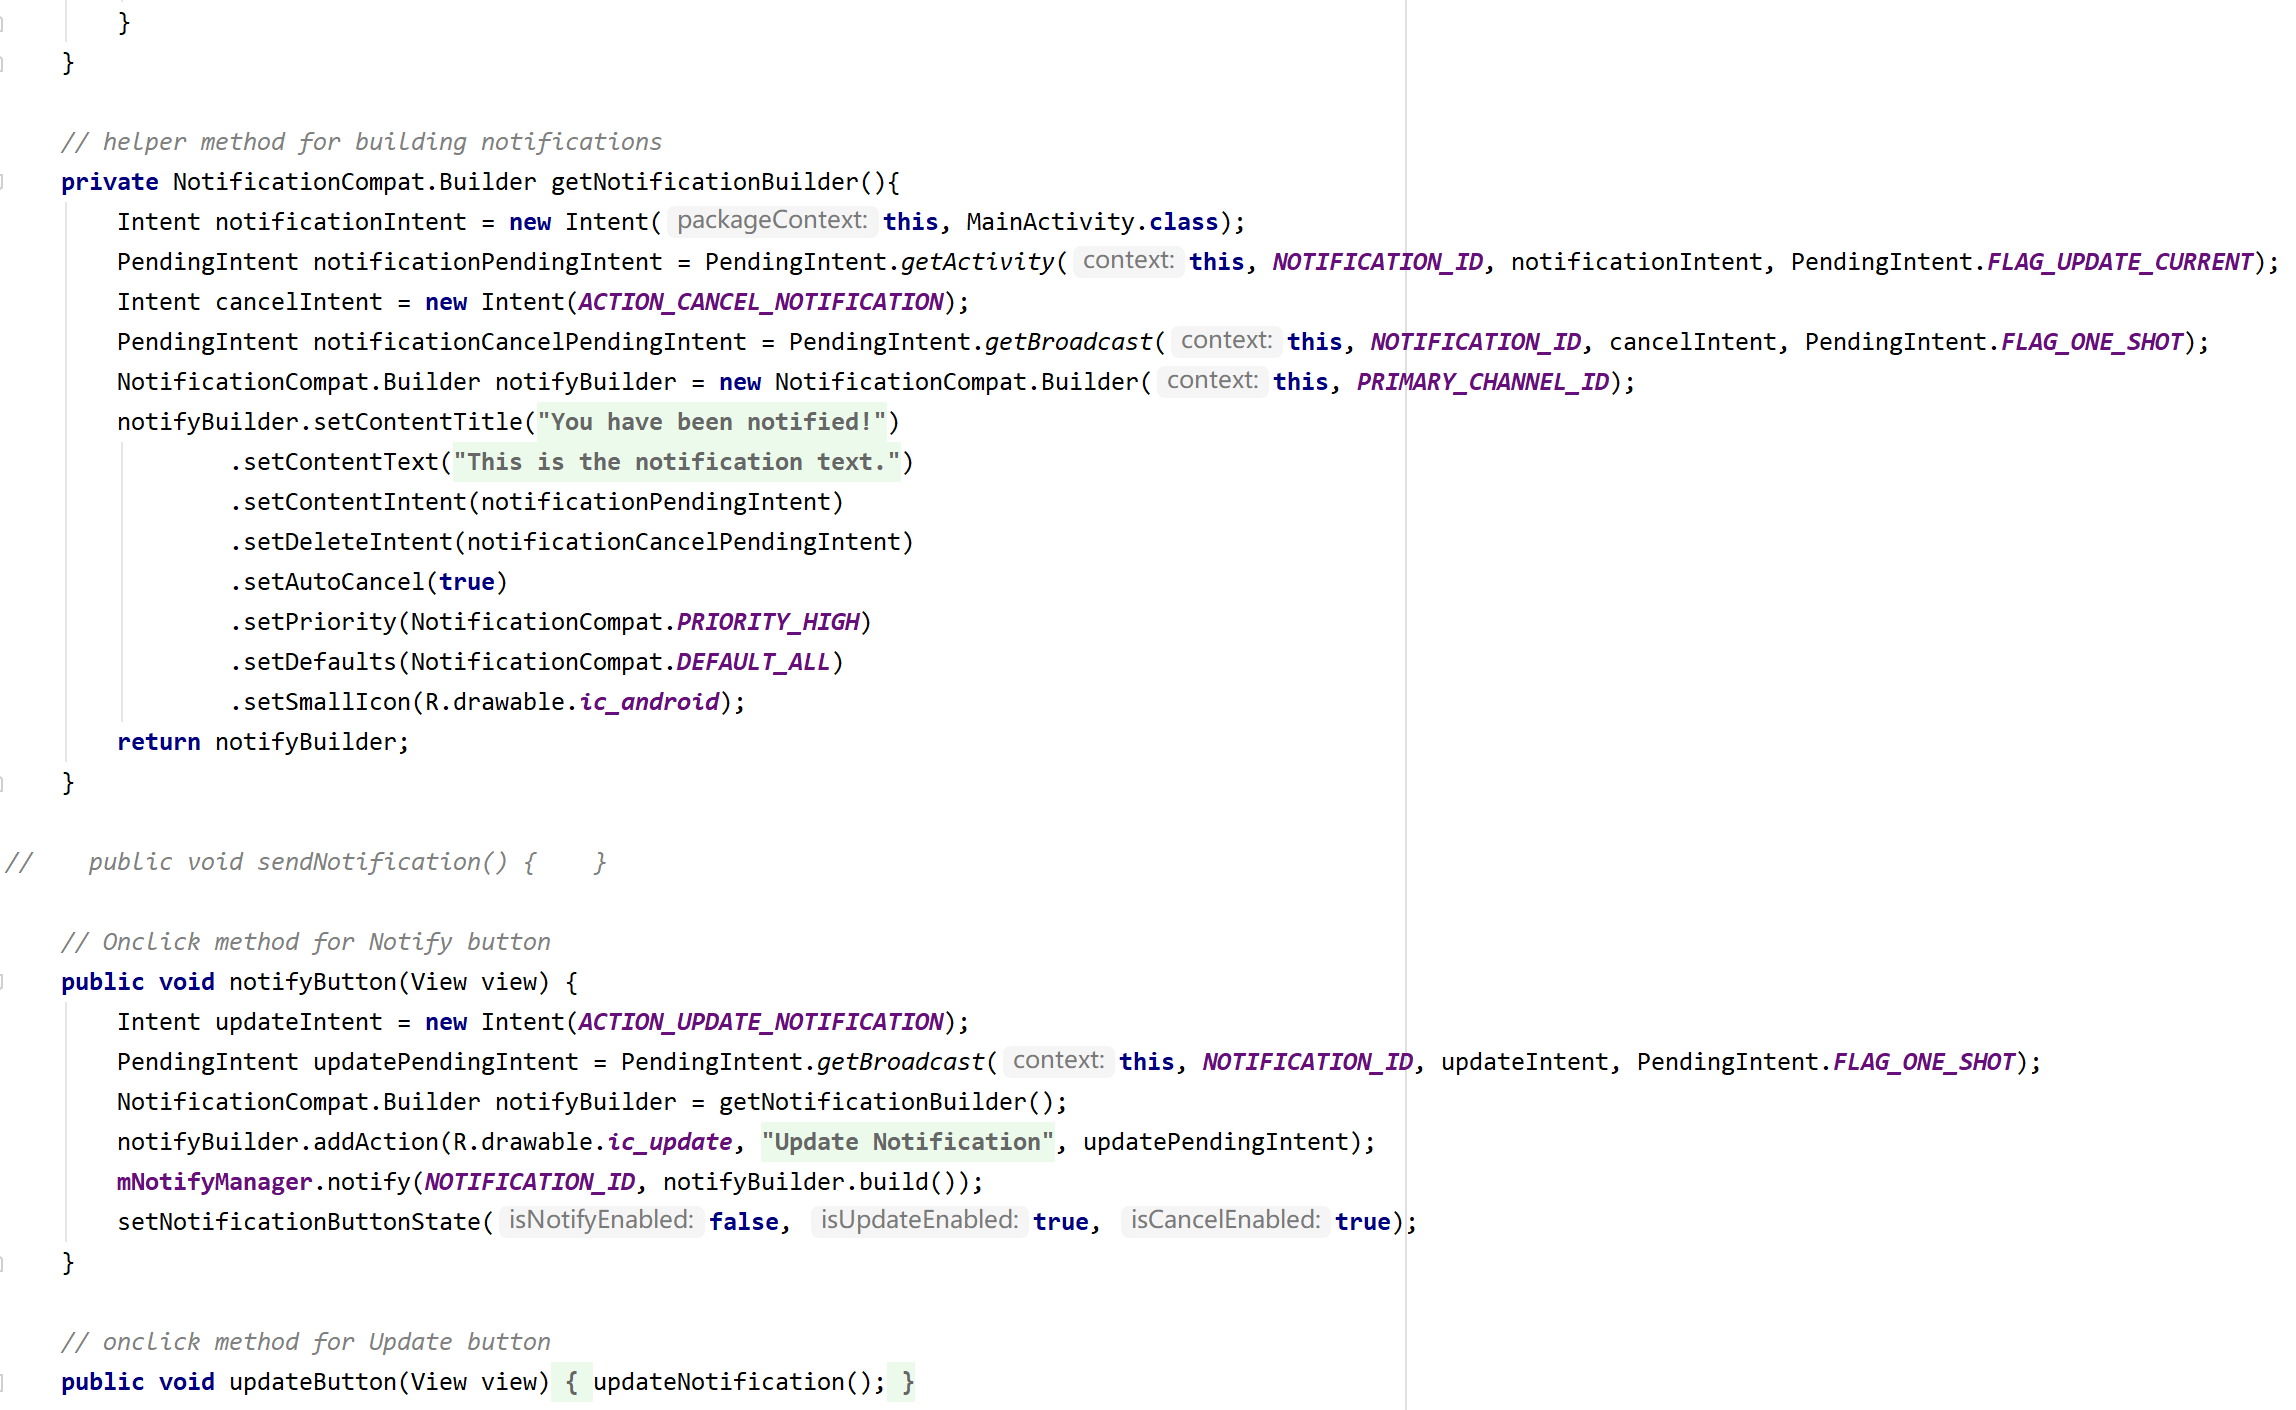 }
}
// helper method for building notifications
private NotificationCompat.Builder getNotificationBuilder(){
Intent notificationIntent = new Intent( packageContext: this, MainActivity.class);
PendingIntent notificationPendingIntent = PendingIntent.getActivity( context: this, NOTIFICATION_ID, notificationIntent, PendingIntent.FLAG_UPDATE_CURRENT);
Intent cancelIntent = new Intent(ACTION_CANCEL_NOTIFICATION);
PendingIntent notificationCancelPendingIntent = PendingIntent.getBroadcast( context: this, NOTIFICATION_ID, cancelIntent, PendingIntent.FLAG_ONE_SHOT);
NotificationCompat.Builder notifyBuilder = new NotificationCompat.Builder( context: this, PRIMARY_CHANNEL_ID);
notifyBuilder.setContentTitle("You have been notified!")
.setContentText("This is the notification text.")
.setContentIntent(notificationPendingIntent)
.setDeleteIntent(notificationCancelPendingIntent)
.setAutoCancel(true)
.setPriority(NotificationCompat.PRIORITY_HIGH)
.setDefaults(NotificationCompat.DEFAULT_ALL)
.setSmallIcon(R.drawable.ic_android);
return notifyBuilder;
}
//    public void sendNotification() {    }
// Onclick method for Notify button
public void notifyButton(View view) {
Intent updateIntent = new Intent(ACTION_UPDATE_NOTIFICATION);
PendingIntent updatePendingIntent = PendingIntent.getBroadcast( context: this, NOTIFICATION_ID, updateIntent, PendingIntent.FLAG_ONE_SHOT);
NotificationCompat.Builder notifyBuilder = getNotificationBuilder();
notifyBuilder.addAction(R.drawable.ic_update, "Update Notification", updatePendingIntent);
mNotifyManager.notify(NOTIFICATION_ID, notifyBuilder.build());
setNotificationButtonState( isNotifyEnabled: false, isUpdateEnabled: true, isCancelEnabled: true);
}
// onclick method for Update button
public void updateButton(View view) { updateNotification(); }